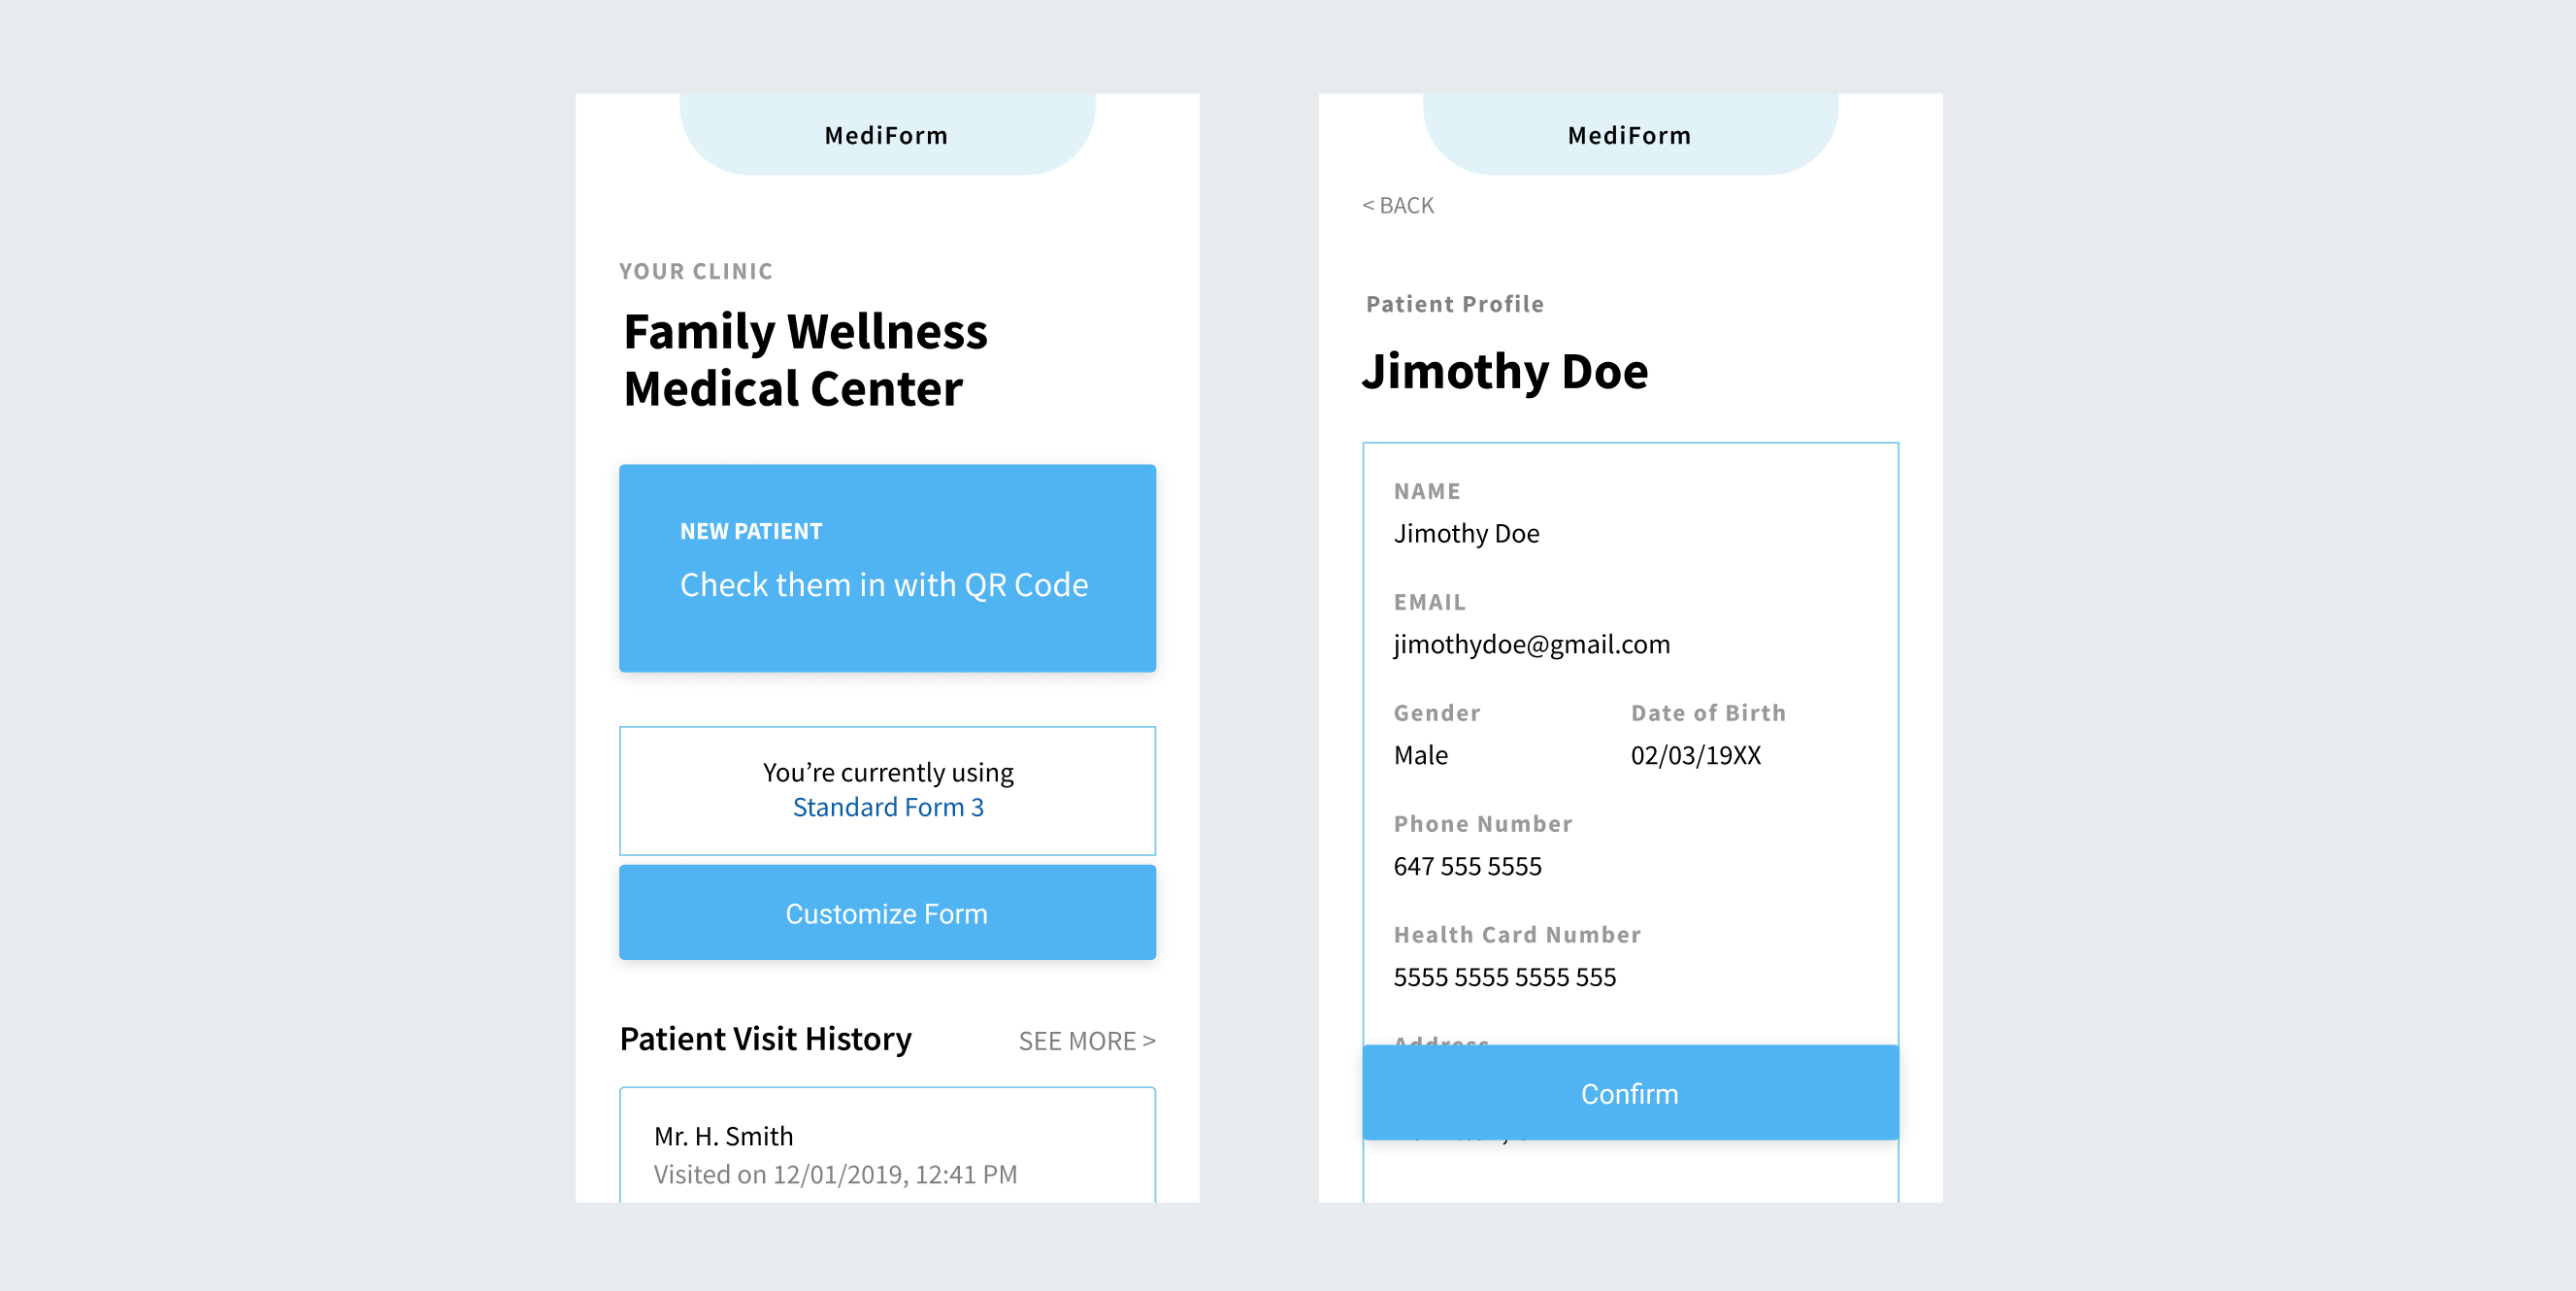 MediForm
YOUR CLINIC
Family Wellness
Medical Center
NEW PATIENT
Check them in with QR Code
You’re currently using
Standard Form 3
Customize Form
Patient Visit History
SEE MORE >
Mr. H. Smith
Visited on 12/01/2019, 12:41 PM
MediForm
< BACK
Patient Profile
Jimothy Doe
NAME
Jimothy Doe
EMAIL
jimothydoe@gmail.com
Gender
Date of Birth
Male
02/03/19XX
Phone Number
647 555 5555
Health Card Number
5555 5555 5555 555
Address
Confirm